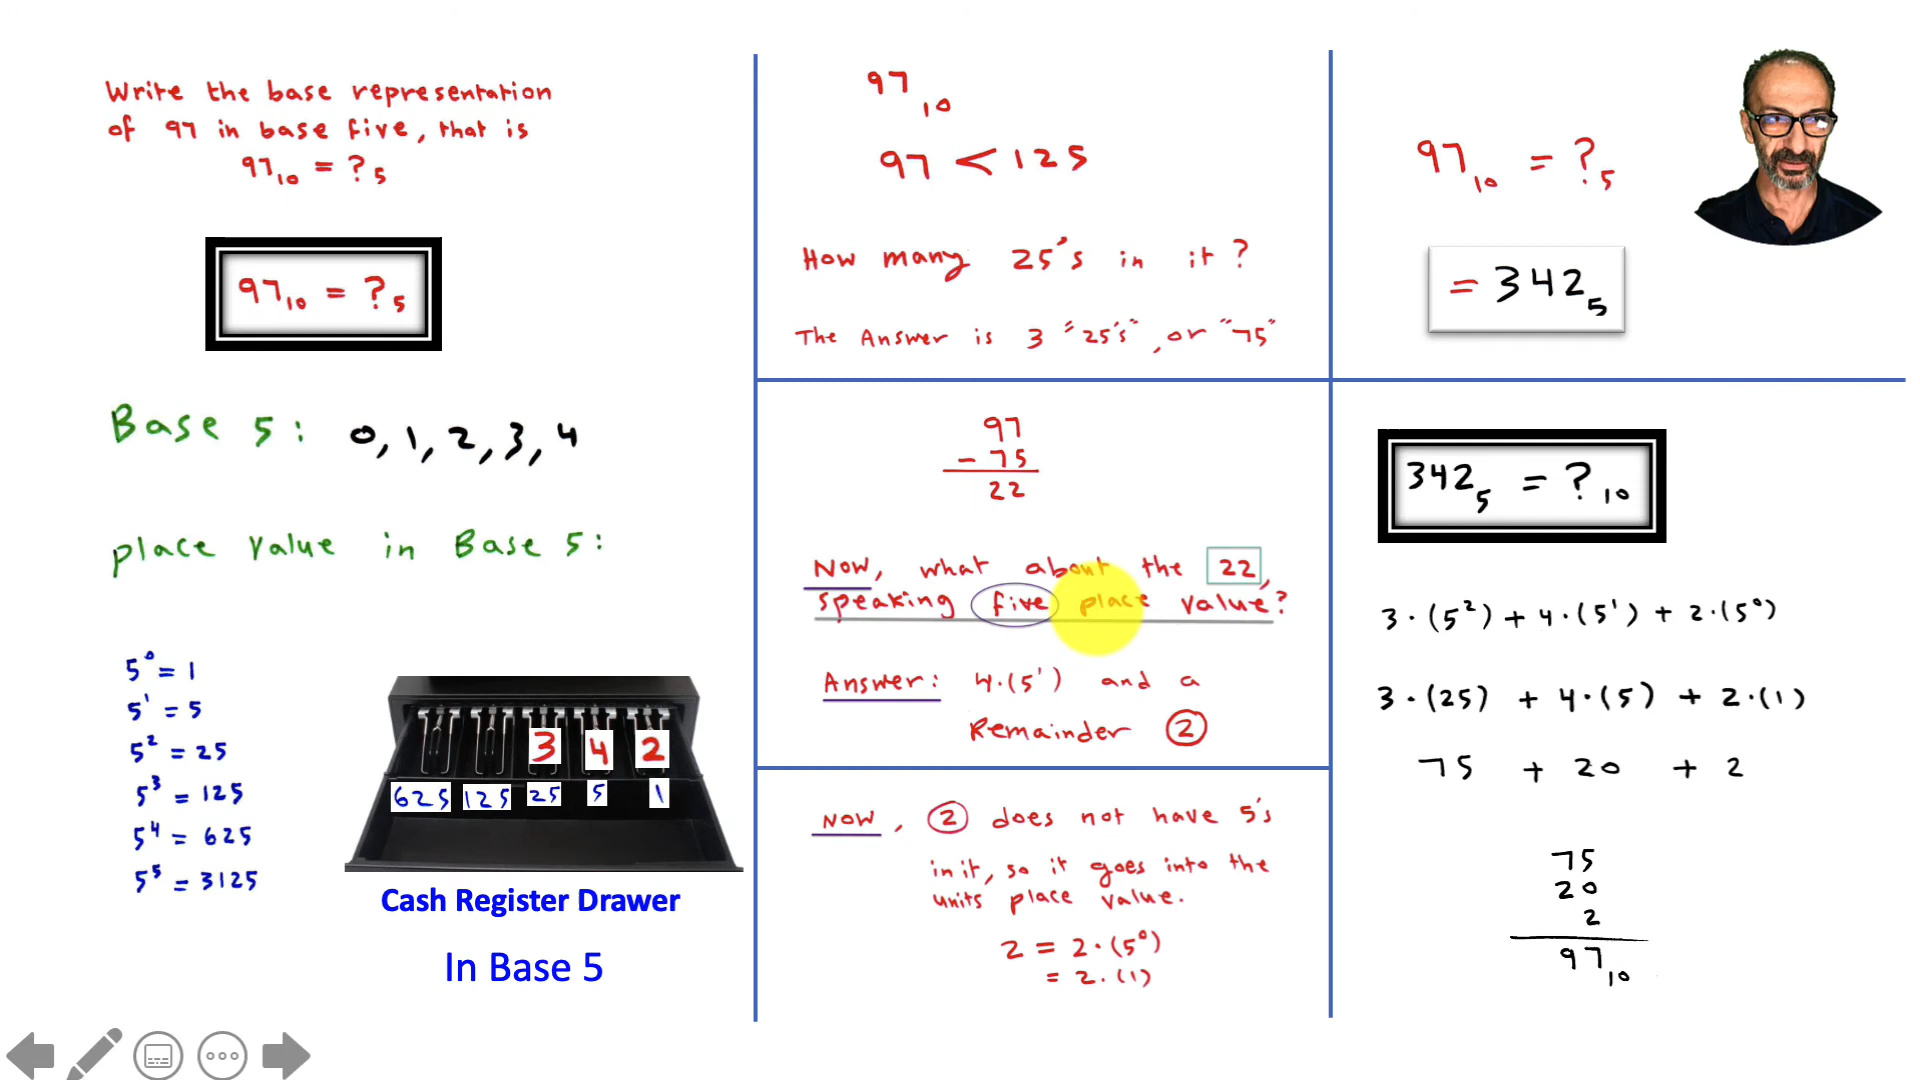 Write the base representation
of 97 in base five, that is
97₁₀ = ?₅
97₁₀ = ?₅
Base 5: 0, 1, 2, 3, 4
place value in Base 5:
5⁰ = 1
5¹ = 5
5² = 25
5³ = 125
5⁴ = 625
5⁵ = 3125
3 4 2
625 125 25 5 1
Cash Register Drawer
In Base 5
97₁₀
97 < 125
How many 25's in it?
The Answer is 3 "25's", or "75"
97
- 75
22
Now, what about the 22,
speaking five place value?
Answer: 4·(5¹) and a
Remainder 2
Now, 2 does not have 5's
in it, so it goes into the
units place value.
2 = 2·(5⁰)
= 2·(1)
97₁₀ = ?₅
= 342₅
342₅ = ?₁₀
3·(5²) + 4·(5¹) + 2·(5⁰)
3·(25) + 4·(5) + 2·(1)
75 + 20 + 2
75
20
2
97₁₀